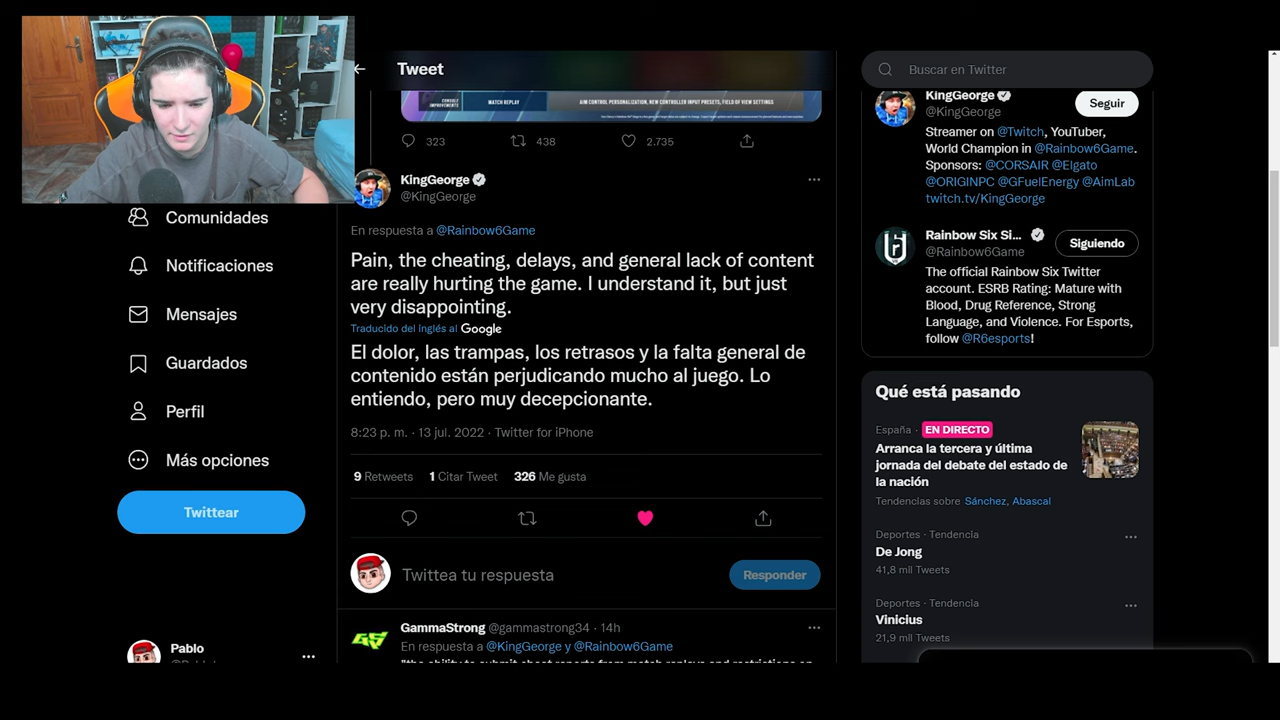 Tweet
CONSOLE IMPROVEMENTS
MATCH REPLAY
AIM CONTROL PERSONALIZATION, NEW CONTROLLER INPUT PRESETS, FIELD OF VIEW SETTINGS
323
438
2.735
KingGeorge
@KingGeorge
En respuesta a @Rainbow6Game
Pain, the cheating, delays, and general lack of content
are really hurting the game. I understand it, but just
very disappointing.
Traducido del inglés al Google
El dolor, las trampas, los retrasos y la falta general de
contenido están perjudicando mucho al juego. Lo
entiendo, pero muy decepcionante.
8:23 p. m. · 13 jul. 2022 · Twitter for iPhone
9 Retweets 1 Citar Tweet 326 Me gusta
Twittea tu respuesta
Responder
GammaStrong @gammastrong34 · 14h
En respuesta a @KingGeorge y @Rainbow6Game
Comunidades
Notificaciones
Mensajes
Guardados
Perfil
Más opciones
Twittear
Pablo
Buscar en Twitter
KingGeorge
@KingGeorge
Seguir
Streamer on @Twitch, YouTuber,
World Champion in @Rainbow6Game.
Sponsors: @CORSAIR @Elgato
@ORIGINPC @GFuelEnergy @AimLab
twitch.tv/KingGeorge
Rainbow Six Si...
@Rainbow6Game
Siguiendo
The official Rainbow Six Twitter
account. ESRB Rating: Mature with
Blood, Drug Reference, Strong
Language, and Violence. For Esports,
follow @R6esports!
Qué está pasando
España · EN DIRECTO
Arranca la tercera y última
jornada del debate del estado de
la nación
Tendencias sobre Sánchez, Abascal
Deportes · Tendencia
De Jong
41,8 mil Tweets
Deportes · Tendencia
Vinicius
21,9 mil Tweets